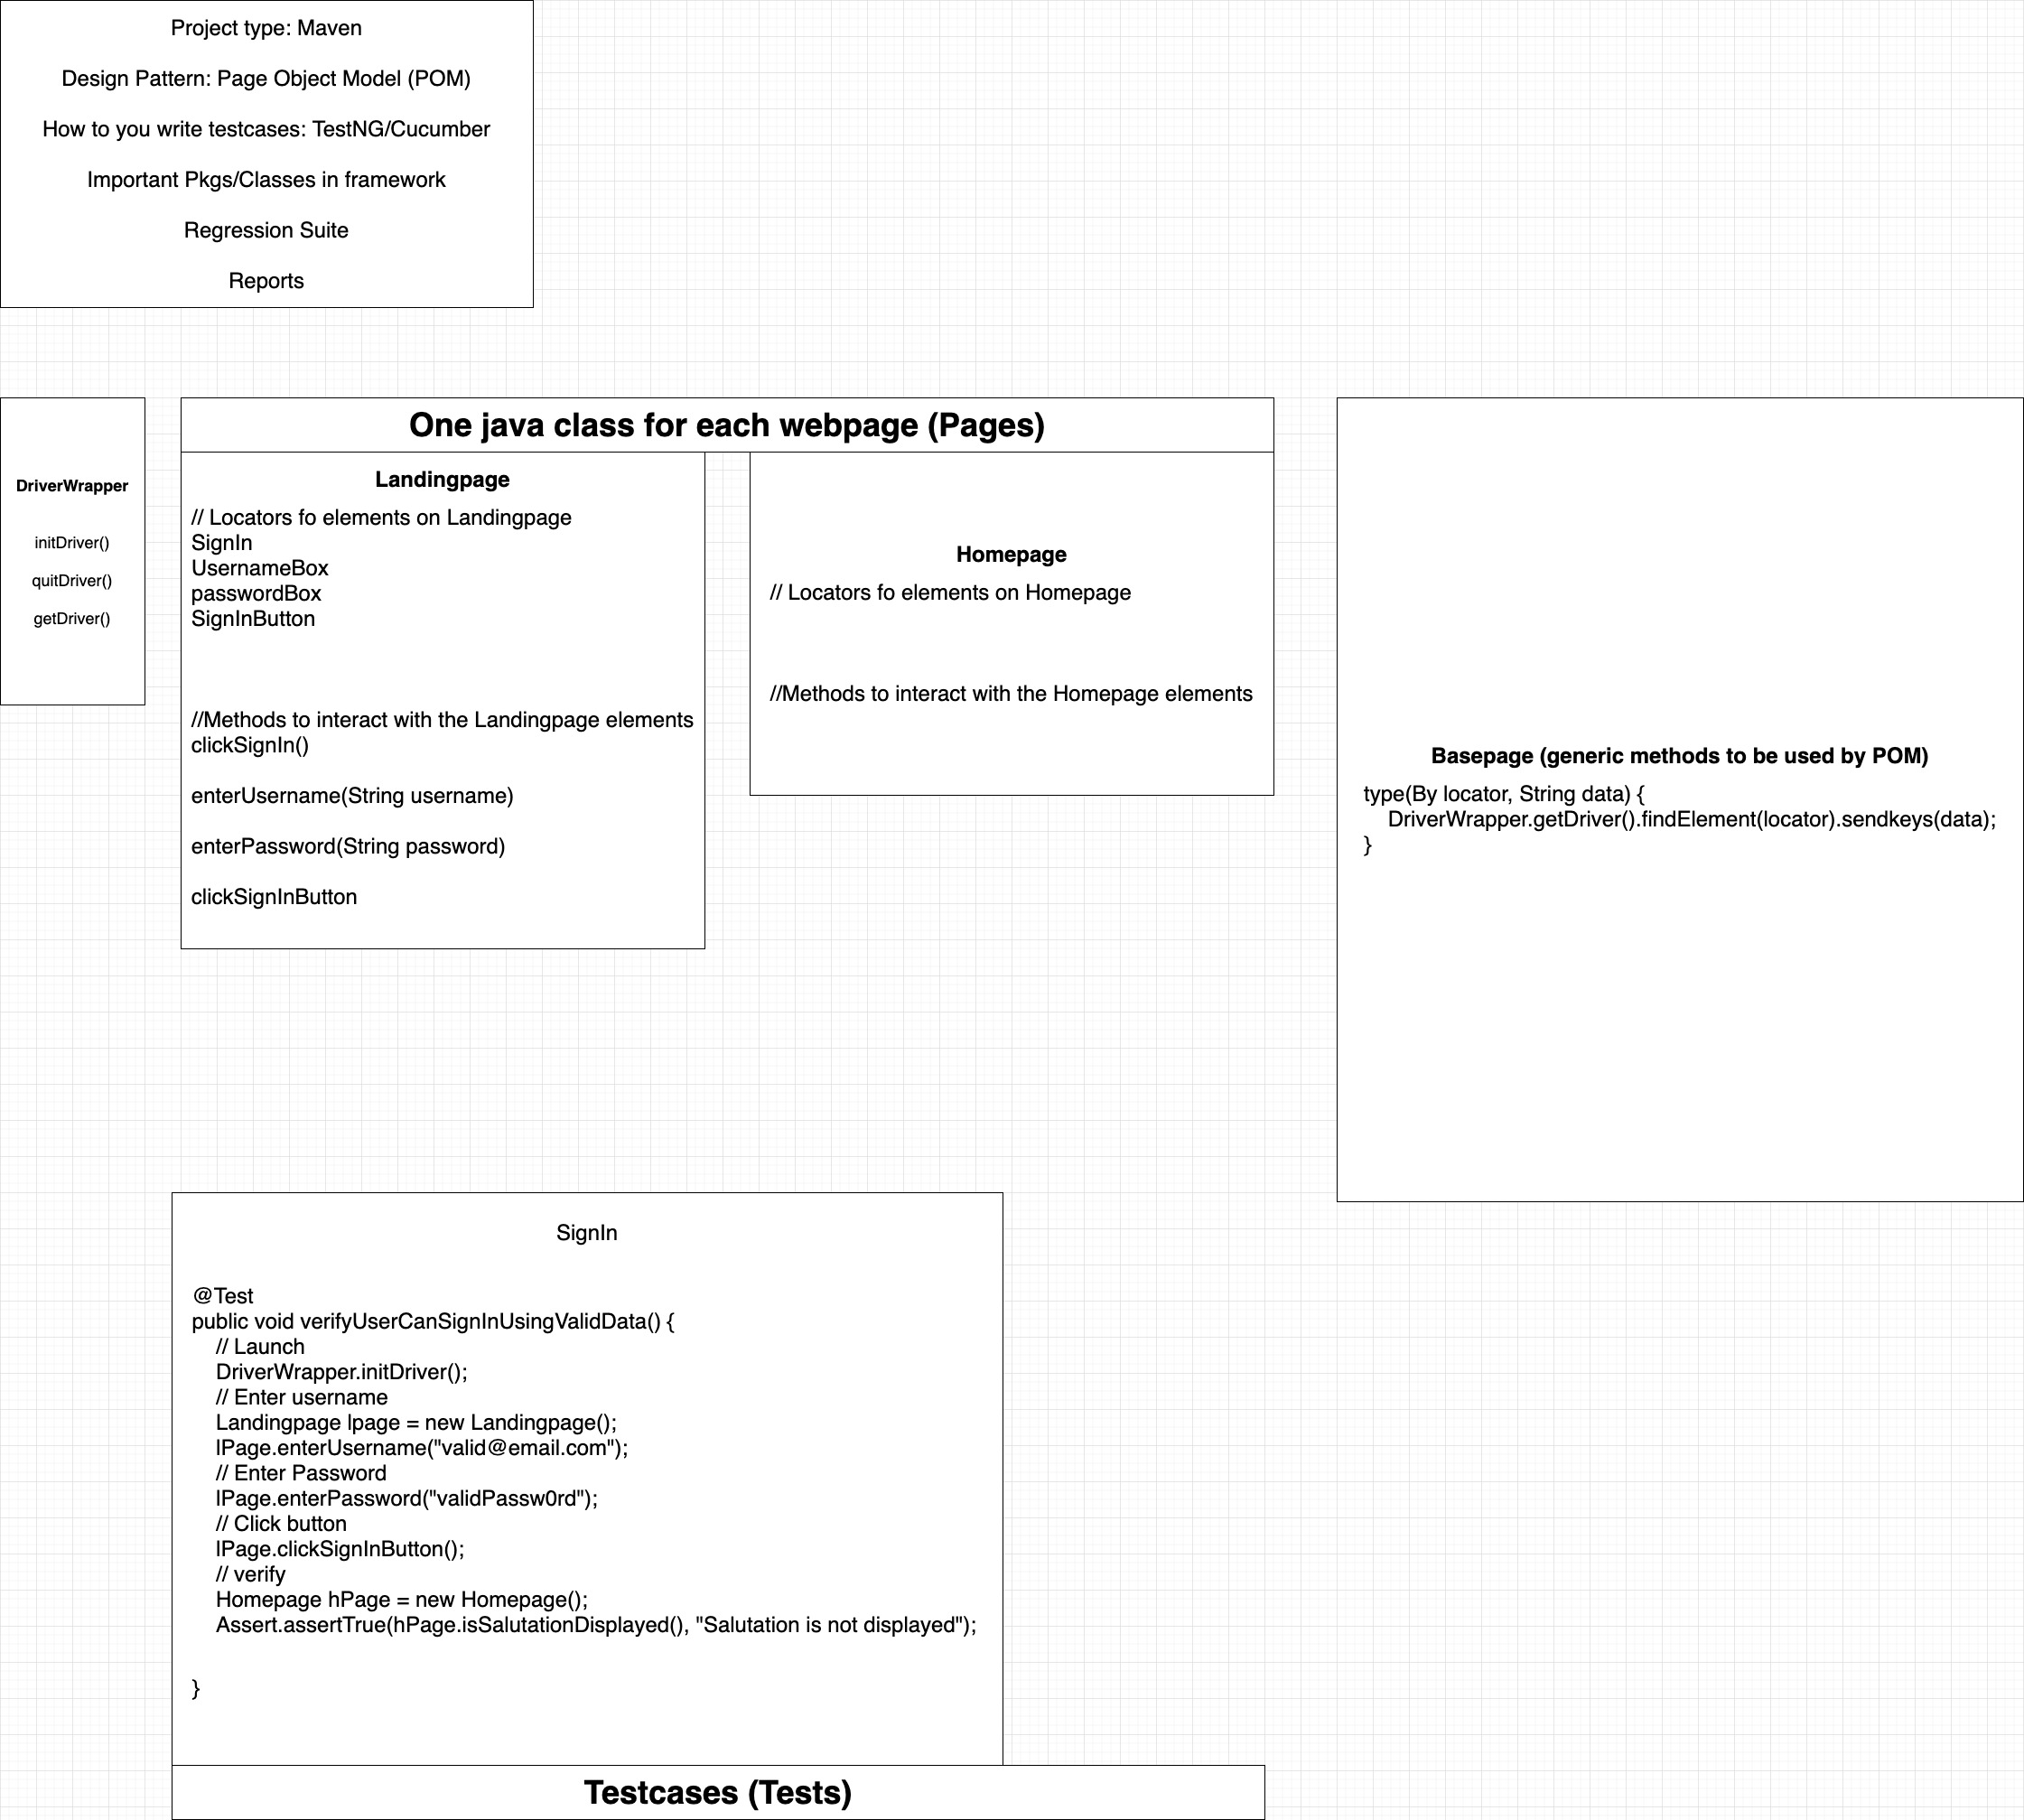 Project type: Maven
Design Pattern: Page Object Model (POM)
How to you write testcases: TestNG/Cucumber
Important Pkgs/Classes in framework
Regression Suite
Reports
DriverWrapper
initDriver()
quitDriver()
getDriver()
One java class for each webpage (Pages)
Landingpage
// Locators fo elements on Landingpage
SignIn
UsernameBox
passwordBox
SignInButton
//Methods to interact with the Landingpage elements
clickSignIn()
enterUsername(String username)
enterPassword(String password)
clickSignInButton
Homepage
// Locators fo elements on Homepage
//Methods to interact with the Homepage elements
Basepage (generic methods to be used by POM)
type(By locator, String data) {
DriverWrapper.getDriver().findElement(locator).sendkeys(data);
}
SignIn
@Test
public void verifyUserCanSignInUsingValidData() {
// Launch
DriverWrapper.initDriver();
// Enter username
Landingpage lpage = new Landingpage();
lPage.enterUsername("valid@email.com");
// Enter Password
lPage.enterPassword("validPassw0rd");
// Click button
lPage.clickSignInButton();
// verify
Homepage hPage = new Homepage();
Assert.assertTrue(hPage.isSalutationDisplayed(), "Salutation is not displayed");
}
Testcases (Tests)